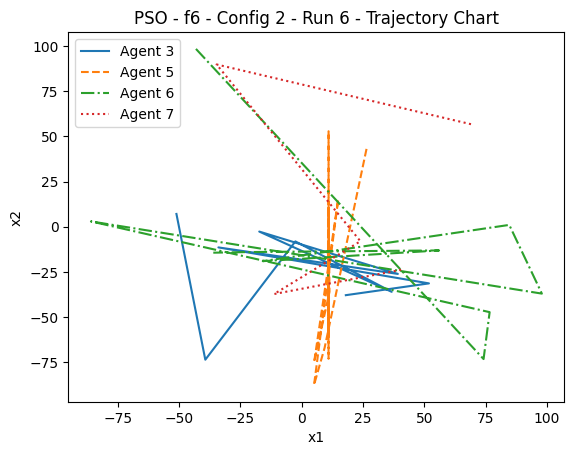 PSO - f6 - Config 2 - Run 6 - Trajectory Chart
Agent 3
Agent 5
Agent 6
Agent 7
x2
100
75
50
25
0
−25
−50
−75
−75 −50 −25 0 25 50 75 100
x1